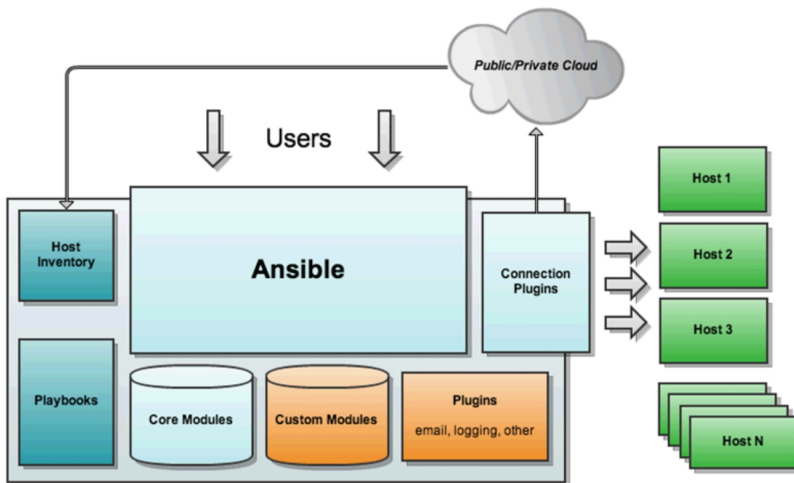 Public/Private Cloud
Users
Host 1
Host
Inventory
Ansible
Connection
Plugins
Host 2
Host 3
Playbooks
Core Modules
Custom Modules
Plugins
email, logging, other
Host N